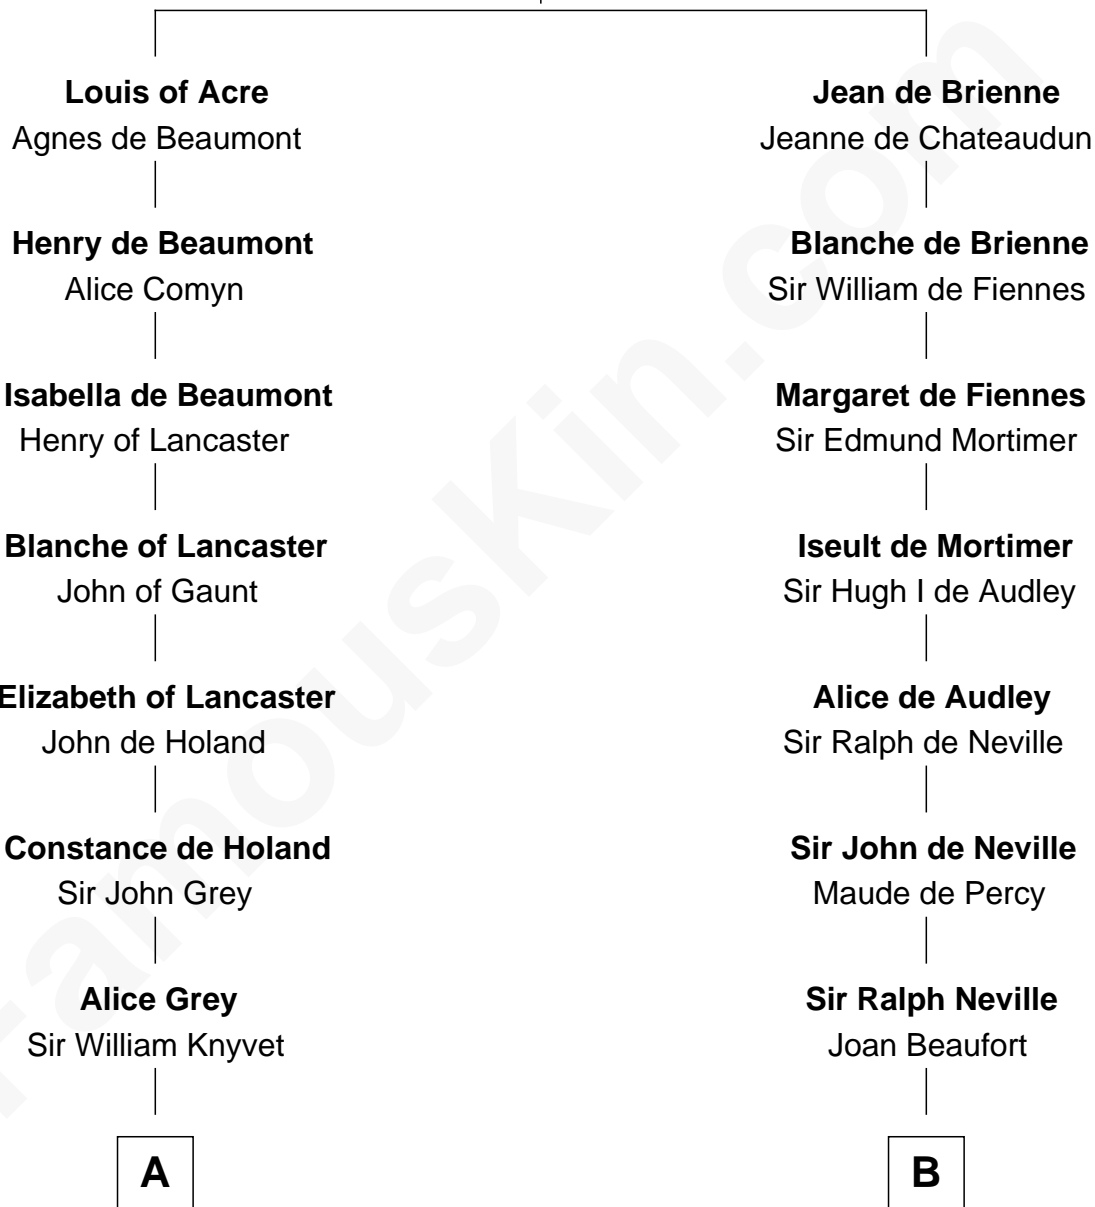 Louis of Acre
Agnes de Beaumont
Henry de Beaumont
Alice Comyn
Isabella de Beaumont
Henry of Lancaster
Blanche of Lancaster
John of Gaunt
Elizabeth of Lancaster
John de Holand
Constance de Holand
Sir John Grey
Alice Grey
Sir William Knyvet
A
Jean de Brienne
Jeanne de Chateaudun
Blanche de Brienne
Sir William de Fiennes
Margaret de Fiennes
Sir Edmund Mortimer
Iseult de Mortimer
Sir Hugh I de Audley
Alice de Audley
Sir Ralph de Neville
Sir John de Neville
Maude de Percy
Sir Ralph Neville
Joan Beaufort
B
FamousKin.com